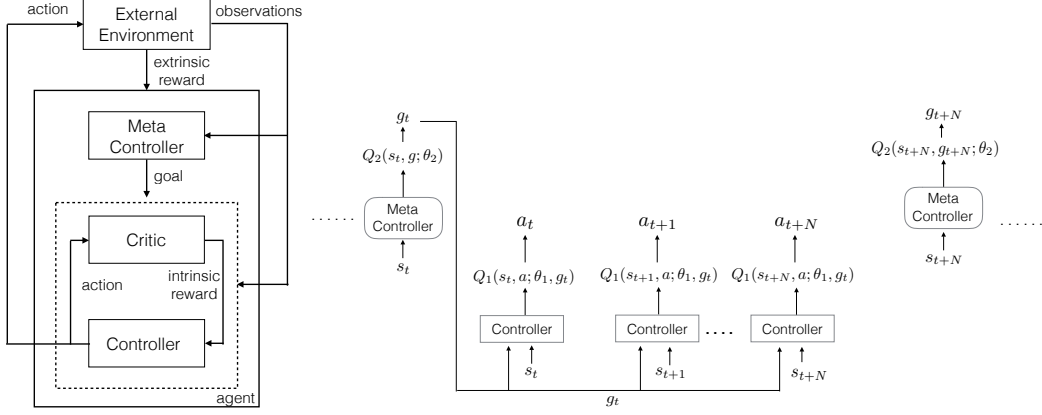 action
External
Environment
observations
extrinsic
reward
Meta
Controller
goal
Critic
action
intrinsic
reward
Controller
agent
g_t
Q_2(s_t, g; θ_2)
......
Meta
Controller
s_t
a_t
Q_1(s_t, a; θ_1, g_t)
Controller
s_t
a_{t+1}
Q_1(s_{t+1}, a; θ_1, g_t)
Controller
s_{t+1}
....
a_{t+N}
Q_1(s_{t+N}, a; θ_1, g_t)
Controller
s_{t+N}
g_t
g_{t+N}
Q_2(s_{t+N}, g_{t+N}; θ_2)
Meta
Controller
s_{t+N}
......